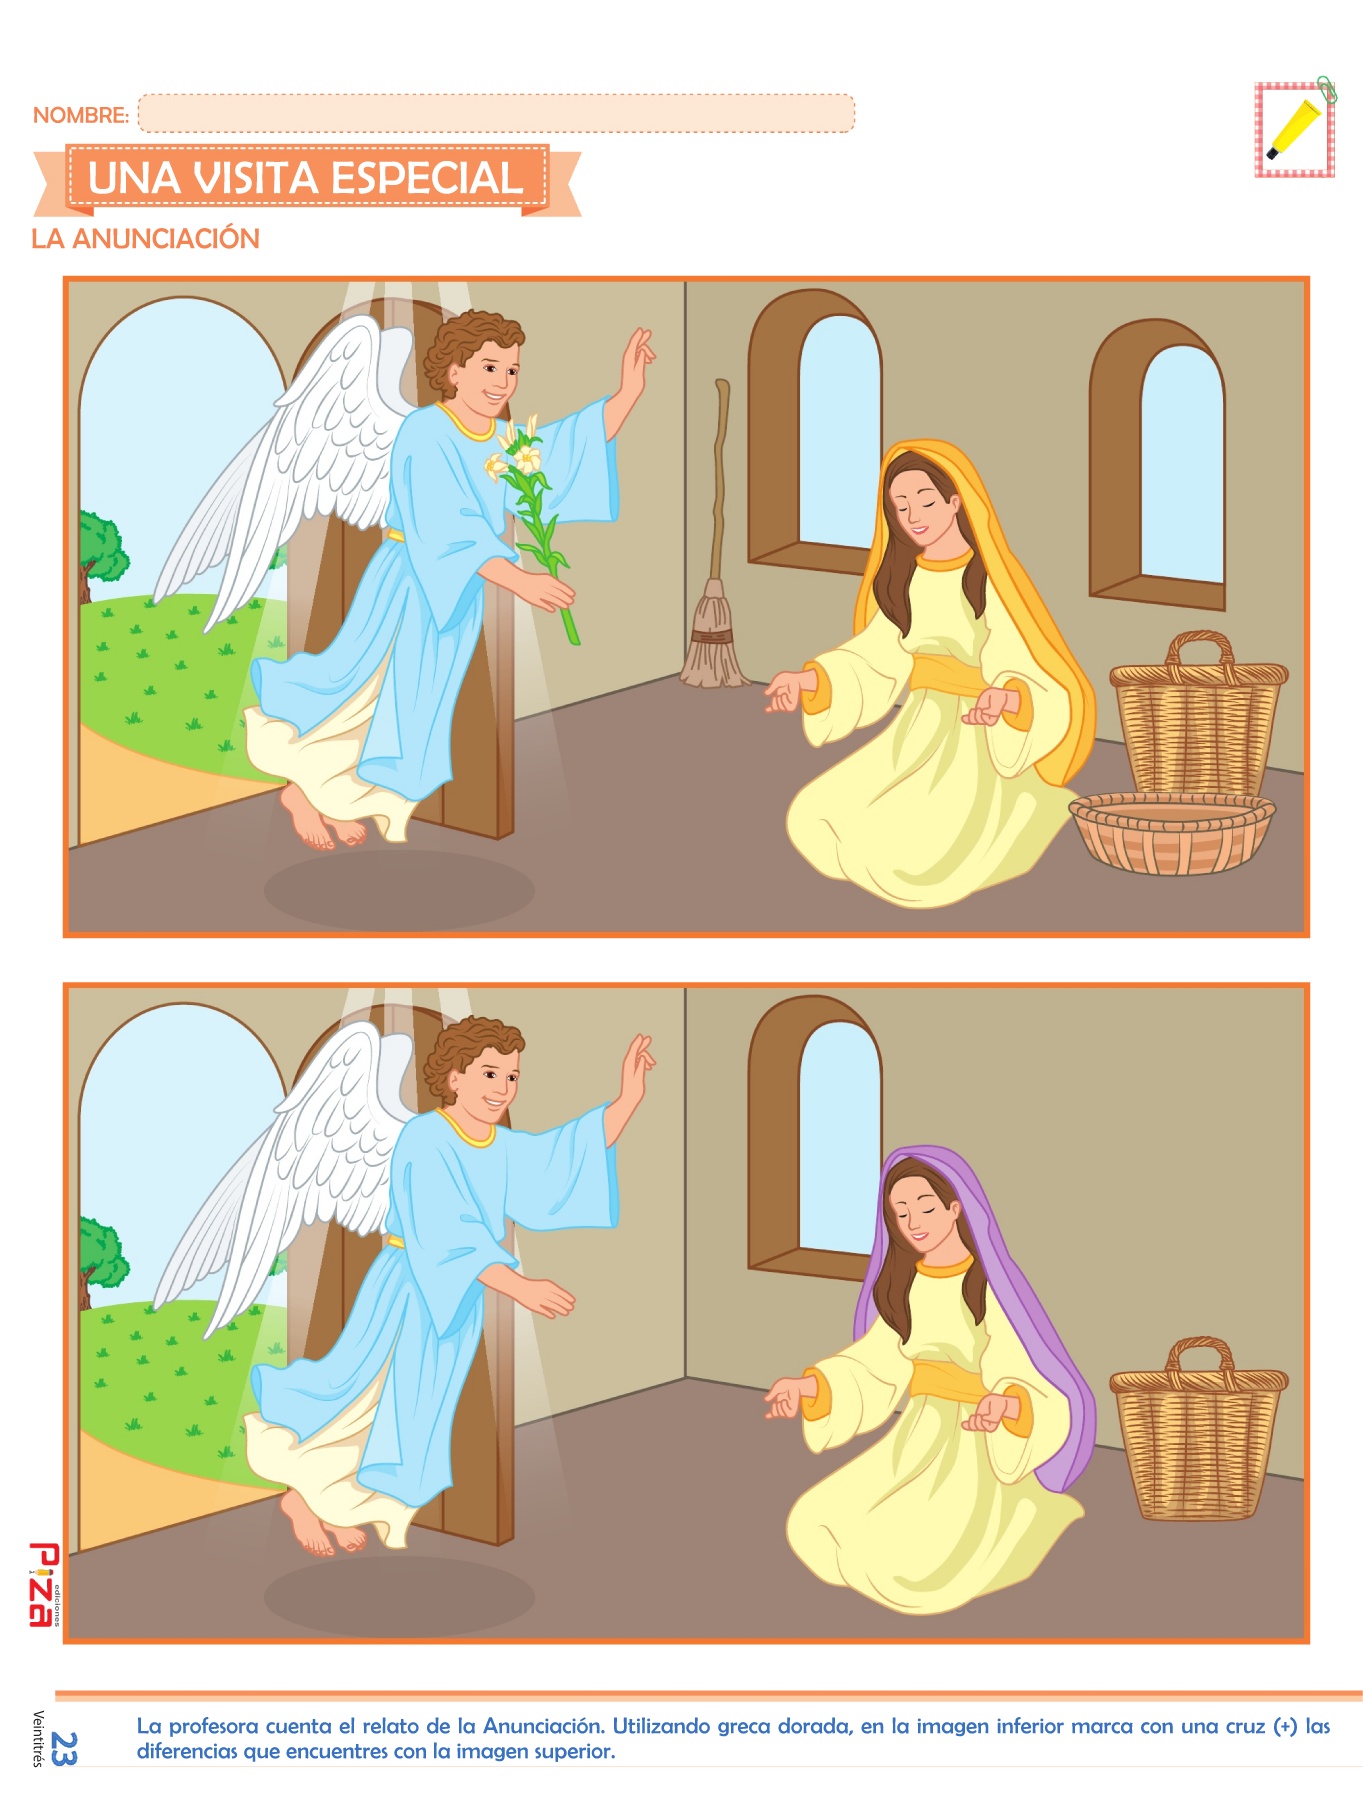 NOMBRE:
UNA VISITA ESPECIAL
LA ANUNCIACIÓN
Piza
ediciones
23
Veintitrés
La profesora cuenta el relato de la Anunciación. Utilizando greca dorada, en la imagen inferior marca con una cruz (+) las
diferencias que encuentres con la imagen superior.